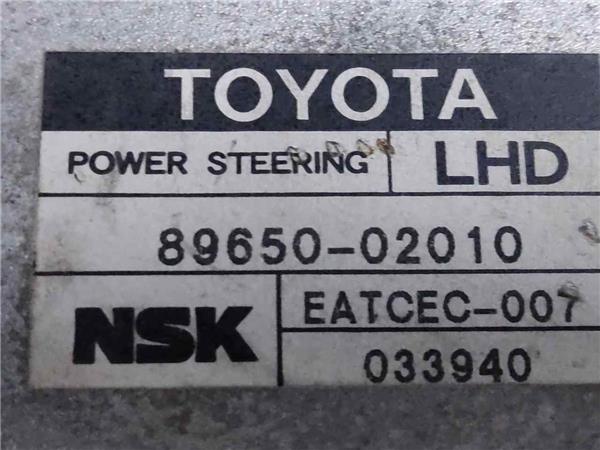 TOYOTA
POWER STEERING LHD
89650-02010
NSK EATCEC-007
033940